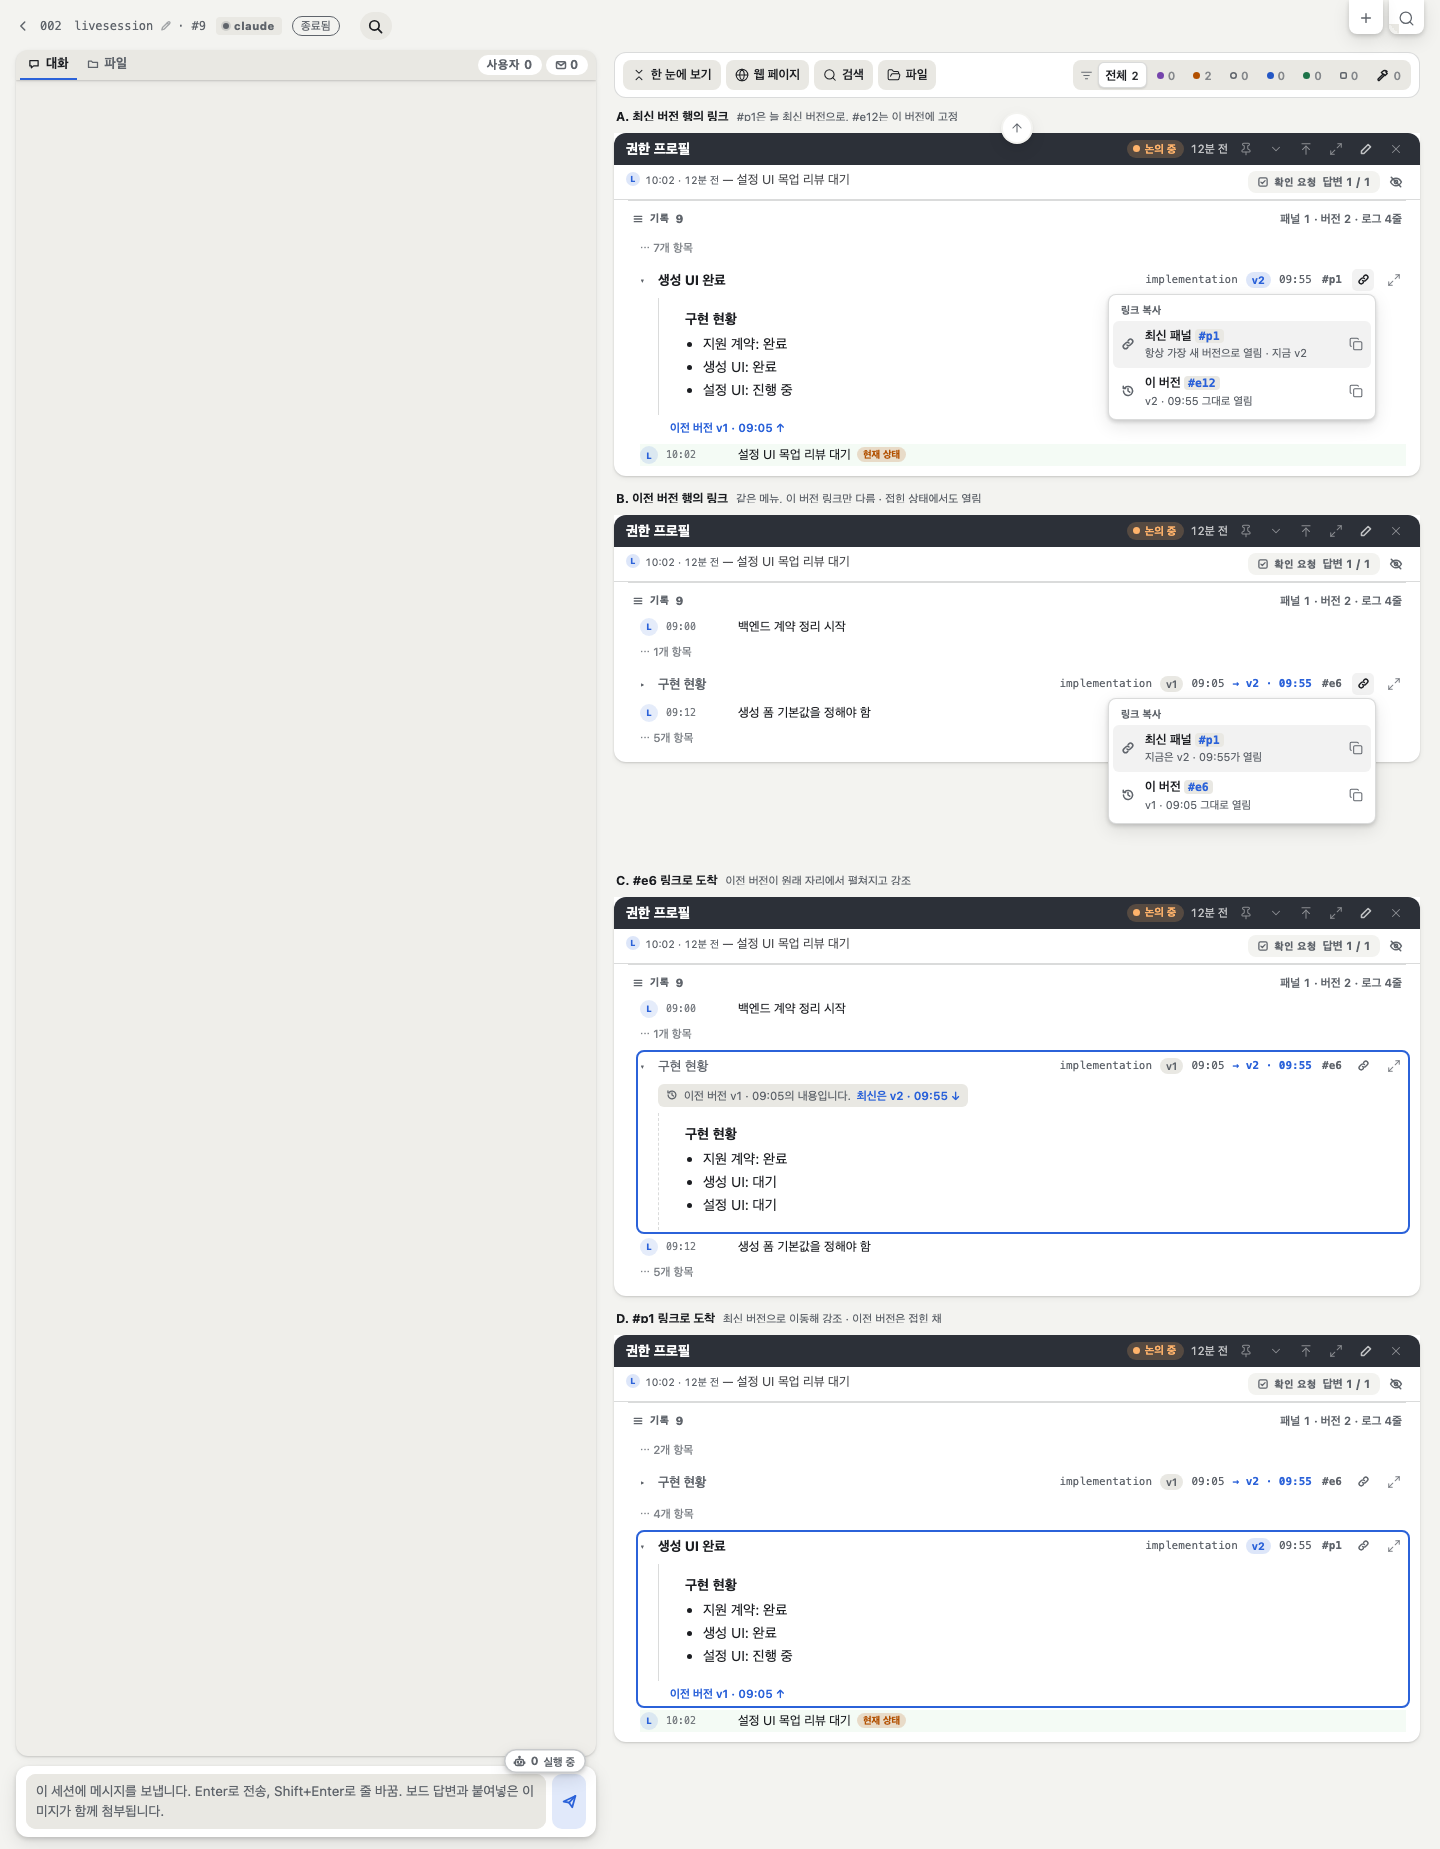 002 livesession · #9 claude 종료됨
대화 파일 사용자 0 0
한 눈에 보기 웹 페이지 검색 파일 전체 2 0 2 0 0 0 0 0
A. 최신 버전 행의 링크 #p1은 늘 최신 버전으로, #e12는 이 버전에 고정
권한 프로필 논의 중 12분 전
L 10:02 · 12분 전 — 설정 UI 목업 리뷰 대기 확인 요청 답변 1 / 1
기록 9 패널 1 · 버전 2 · 로그 4줄
··· 7개 항목
생성 UI 완료 implementation v2 09:55 #p1
링크 복사
최신 패널 #p1
항상 가장 새 버전으로 열림 · 지금 v2
이 버전 #e12
v2 · 09:55 그대로 열림
구현 현황
• 지원 계약: 완료
• 생성 UI: 완료
• 설정 UI: 진행 중
이전 버전 v1 · 09:05 ↑
L 10:02 설정 UI 목업 리뷰 대기 현재 상태
B. 이전 버전 행의 링크 같은 메뉴, 이 버전 링크만 다름 · 접힌 상태에서도 열림
권한 프로필 논의 중 12분 전
L 10:02 · 12분 전 — 설정 UI 목업 리뷰 대기 확인 요청 답변 1 / 1
기록 9 패널 1 · 버전 2 · 로그 4줄
L 09:00 백엔드 계약 정리 시작
··· 1개 항목
구현 현황 implementation v1 09:05 → v2 · 09:55 #e6
L 09:12 생성 폼 기본값을 정해야 함
··· 5개 항목
링크 복사
최신 패널 #p1
지금은 v2 · 09:55가 열림
이 버전 #e6
v1 · 09:05 그대로 열림
C. #e6 링크로 도착 이전 버전이 원래 자리에서 펼쳐지고 강조
권한 프로필 논의 중 12분 전
L 10:02 · 12분 전 — 설정 UI 목업 리뷰 대기 확인 요청 답변 1 / 1
기록 9 패널 1 · 버전 2 · 로그 4줄
L 09:00 백엔드 계약 정리 시작
··· 1개 항목
구현 현황 implementation v1 09:05 → v2 · 09:55 #e6
이전 버전 v1 · 09:05의 내용입니다. 최신은 v2 · 09:55 ↓
구현 현황
• 지원 계약: 완료
• 생성 UI: 대기
• 설정 UI: 대기
L 09:12 생성 폼 기본값을 정해야 함
··· 5개 항목
D. #p1 링크로 도착 최신 버전으로 이동해 강조 · 이전 버전은 접힌 채
권한 프로필 논의 중 12분 전
L 10:02 · 12분 전 — 설정 UI 목업 리뷰 대기 확인 요청 답변 1 / 1
기록 9 패널 1 · 버전 2 · 로그 4줄
··· 2개 항목
구현 현황 implementation v1 09:05 → v2 · 09:55 #e6
··· 4개 항목
생성 UI 완료 implementation v2 09:55 #p1
구현 현황
• 지원 계약: 완료
• 생성 UI: 완료
• 설정 UI: 진행 중
이전 버전 v1 · 09:05 ↑
L 10:02 설정 UI 목업 리뷰 대기 현재 상태
0 실행 중
이 세션에 메시지를 보냅니다. Enter로 전송, Shift+Enter로 줄 바꿈. 보드 답변과 붙여넣은 이
미지가 함께 첨부됩니다.